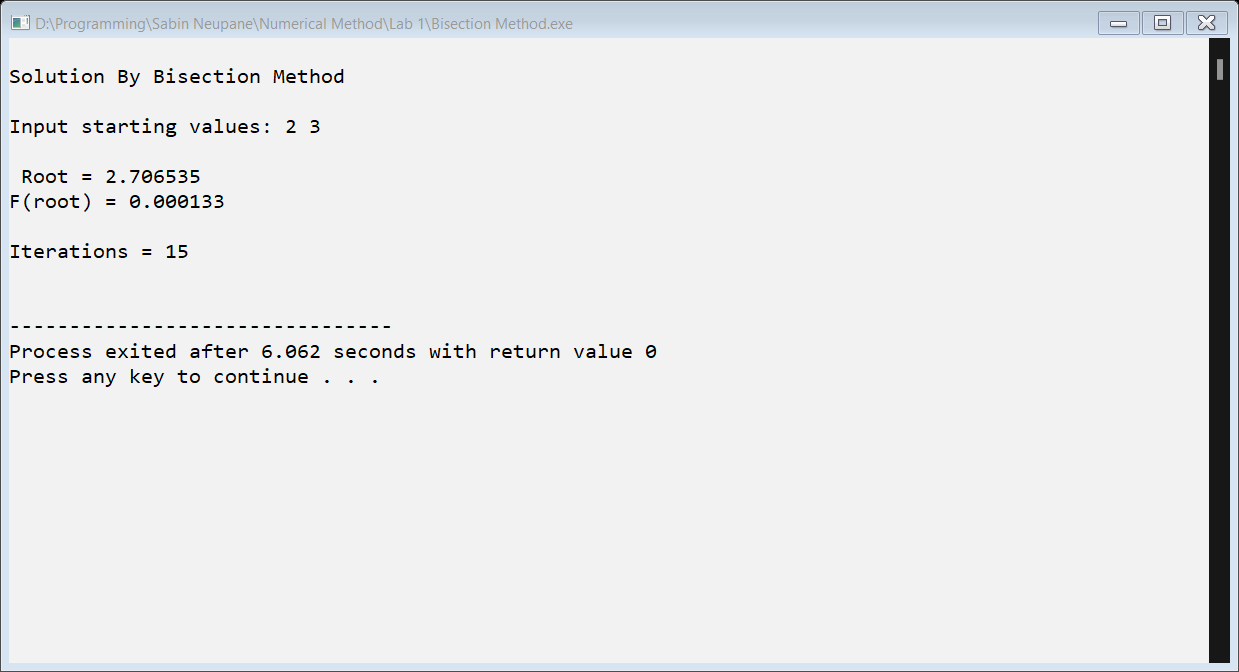 D:\Programming\Sabin Neupane\Numerical Method\Lab 1\Bisection Method.exe
Solution By Bisection Method
Input starting values: 2 3
Root = 2.706535
F(root) = 0.000133
Iterations = 15
--------------------------------
Process exited after 6.062 seconds with return value 0
Press any key to continue . . .